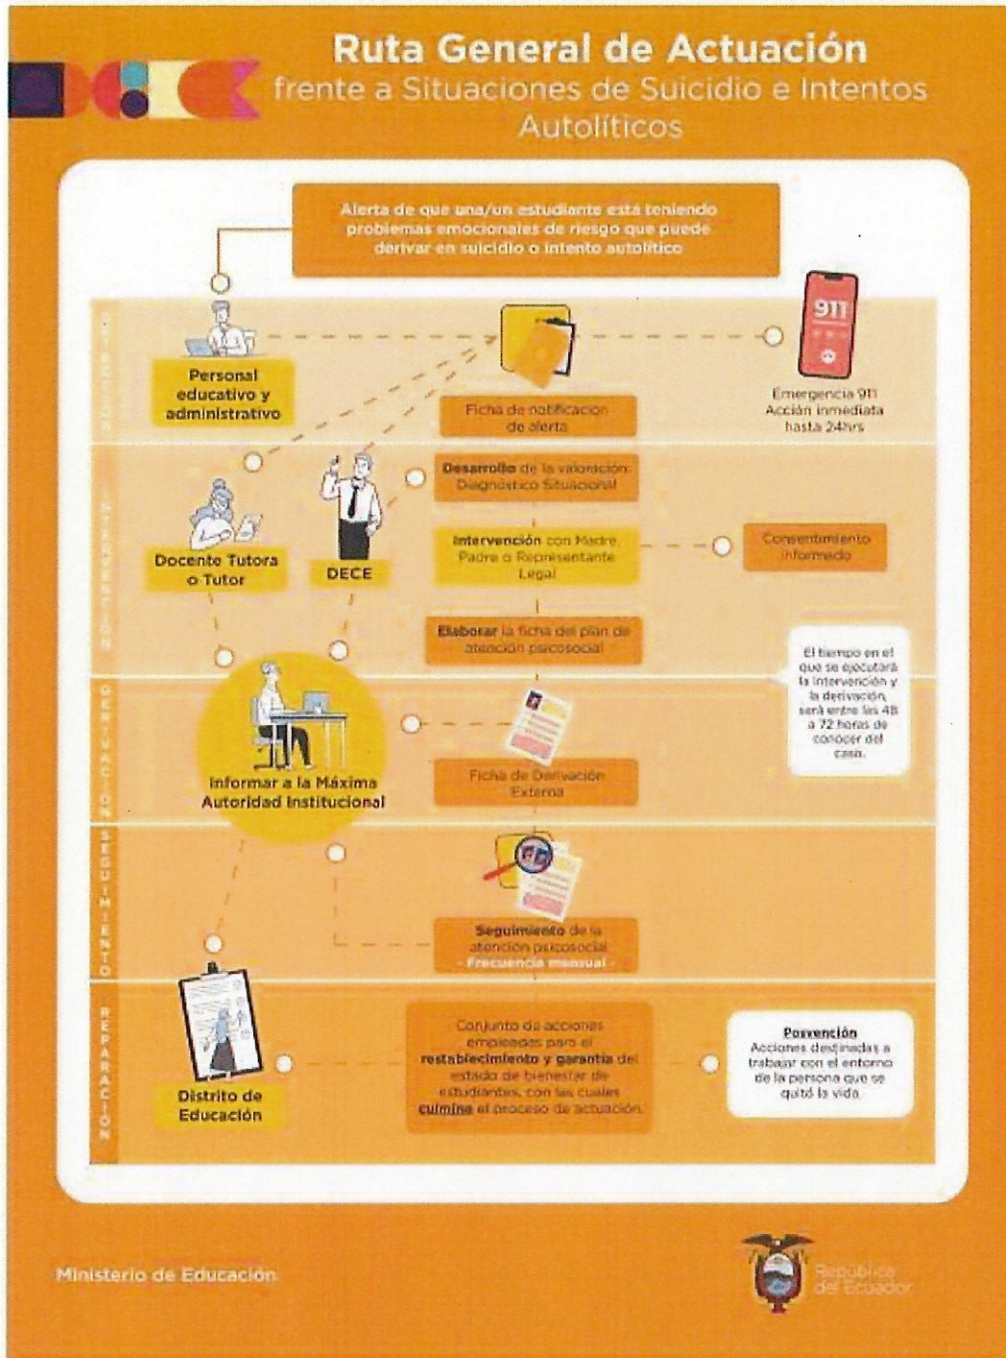 Ruta General de Actuación
frente a Situaciones de Suicidio e Intentos
Autolíticos
Alerta de que una/un estudiante está teniendo
problemas emocionales de riesgo que puede
derivar en suicidio o intento autolítico
DETECCIÓN
Personal
educativo y
administrativo
Ficha de notificación
de alerta
911
Emergencia 911
Acción inmediata
hasta 24hrs
INTERVENCIÓN
Docente Tutora
o Tutor
DECE
Desarrollo de la valoración:
Diagnóstico Situacional
Intervención con Madre,
Padre o Representante
Legal
Consentimiento
informado
Elaborar la ficha del plan de
atención psicosocial
El tiempo en el
que se ejecutará
la intervención y
la derivación,
será entre las 48
a 72 horas de
conocer del
caso.
DERIVACIÓN
Informar a la Máxima
Autoridad Institucional
Ficha de Derivación
Externa
SEGUIMIENTO
Seguimiento de la
atención psicosocial
- Frecuencia mensual -
REPARACIÓN
Distrito de
Educación
Conjunto de acciones
empleadas para el
restablecimiento y garantía del
estado de bienestar de
estudiantes, con las cuales
culmina el proceso de actuación.
Posvención
Acciones destinadas a
trabajar con el entorno
de la persona que se
quitó la vida.
Ministerio de Educación
República
del Ecuador